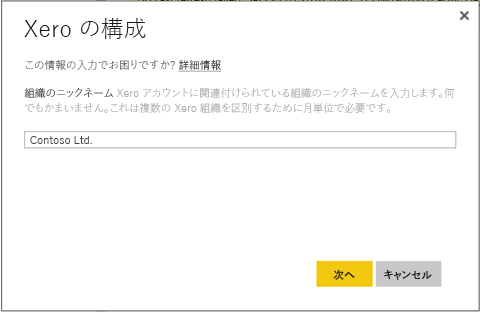 Xero の構成
この情報の入力でお困りですか? 詳細情報
組織のニックネーム Xero アカウントに関連付けられている組織のニックネームを入力します。何
でもかまいません。これは複数の Xero 組織を区別するために月単位で必要です。
Contoso Ltd.
次へ キャンセル